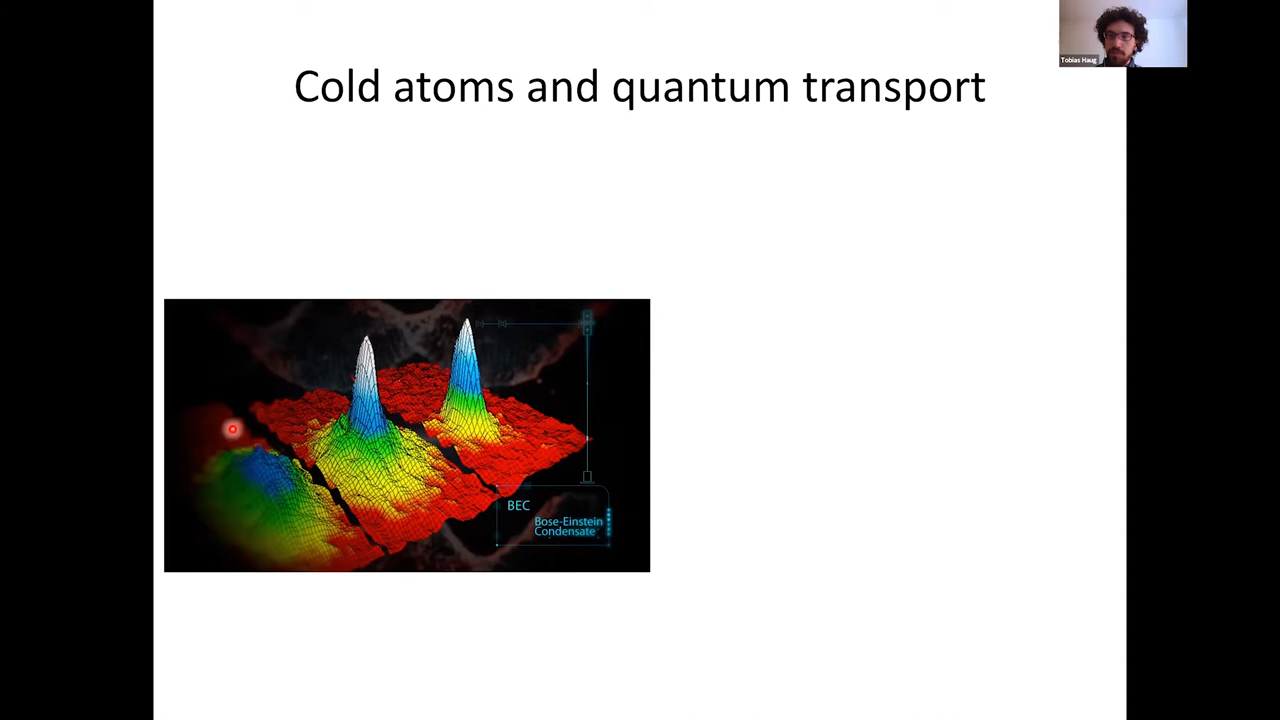 Cold atoms and quantum transport
Tobias Haug
BEC
Bose-Einstein
Condensate